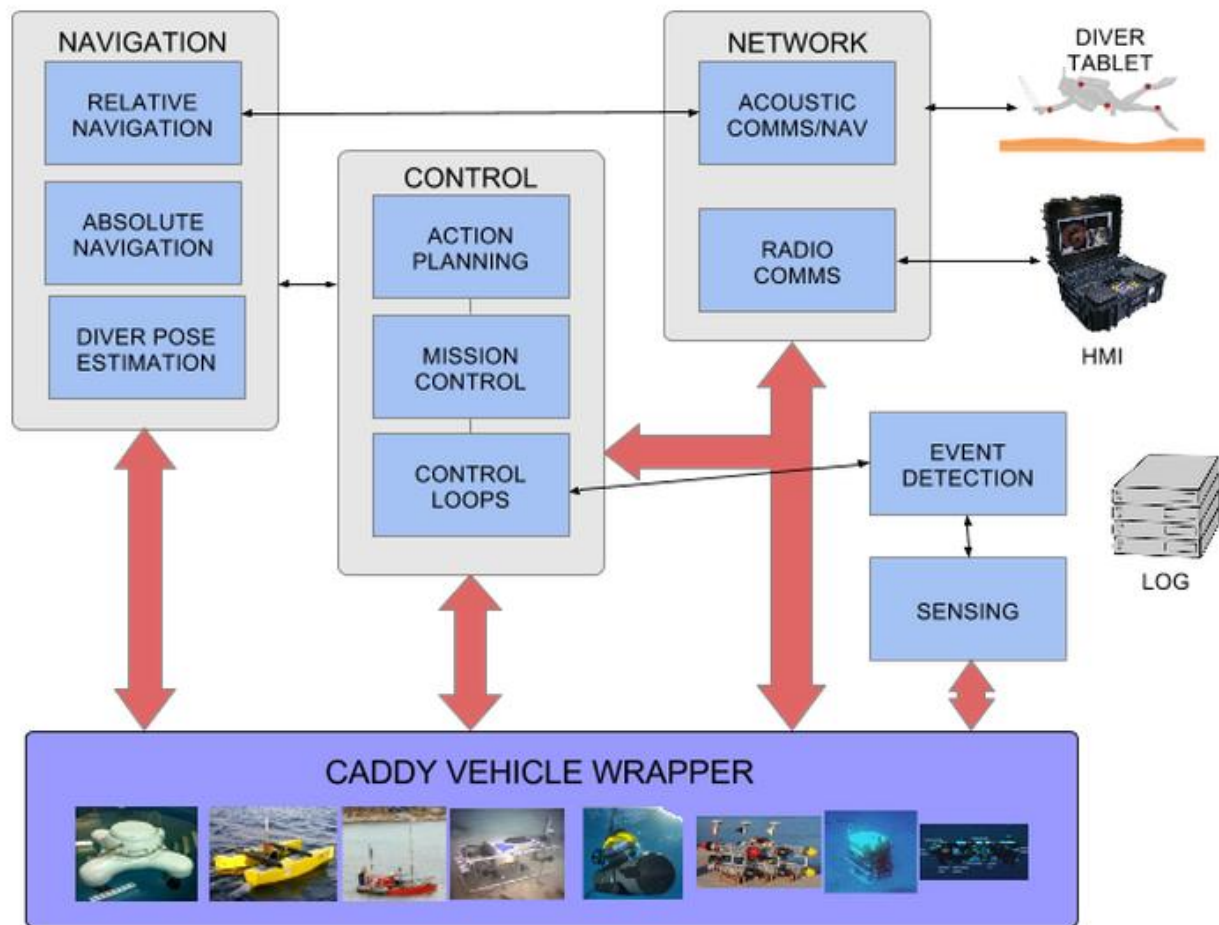 NAVIGATION
RELATIVE
NAVIGATION
ABSOLUTE
NAVIGATION
DIVER POSE
ESTIMATION
CONTROL
ACTION
PLANNING
MISSION
CONTROL
CONTROL
LOOPS
NETWORK
ACOUSTIC
COMMS/NAV
RADIO
COMMS
DIVER
TABLET
HMI
EVENT
DETECTION
SENSING
LOG
CADDY VEHICLE WRAPPER